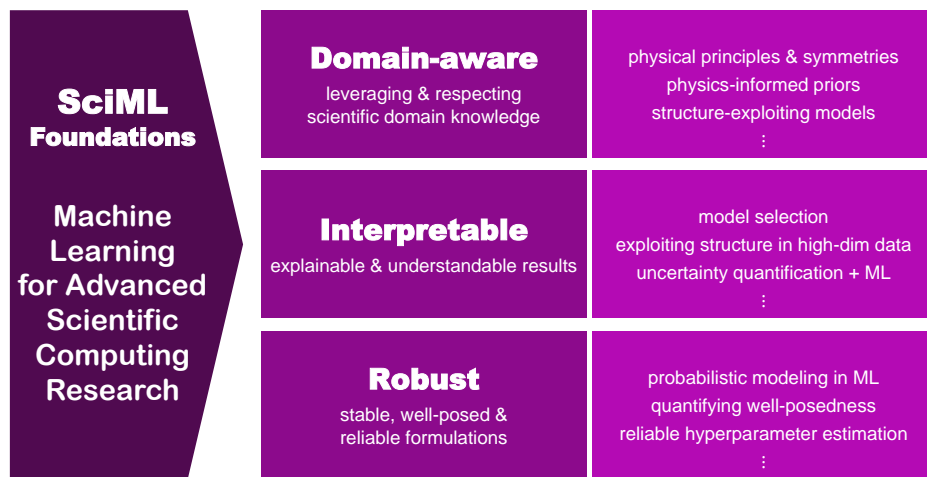 SciML
Foundations
Machine
Learning
for Advanced
Scientific
Computing
Research
Domain-aware
leveraging & respecting
scientific domain knowledge
physical principles & symmetries
physics-informed priors
structure-exploiting models
⋮
Interpretable
explainable & understandable results
model selection
exploiting structure in high-dim data
uncertainty quantification + ML
⋮
Robust
stable, well-posed &
reliable formulations
probabilistic modeling in ML
quantifying well-posedness
reliable hyperparameter estimation
⋮